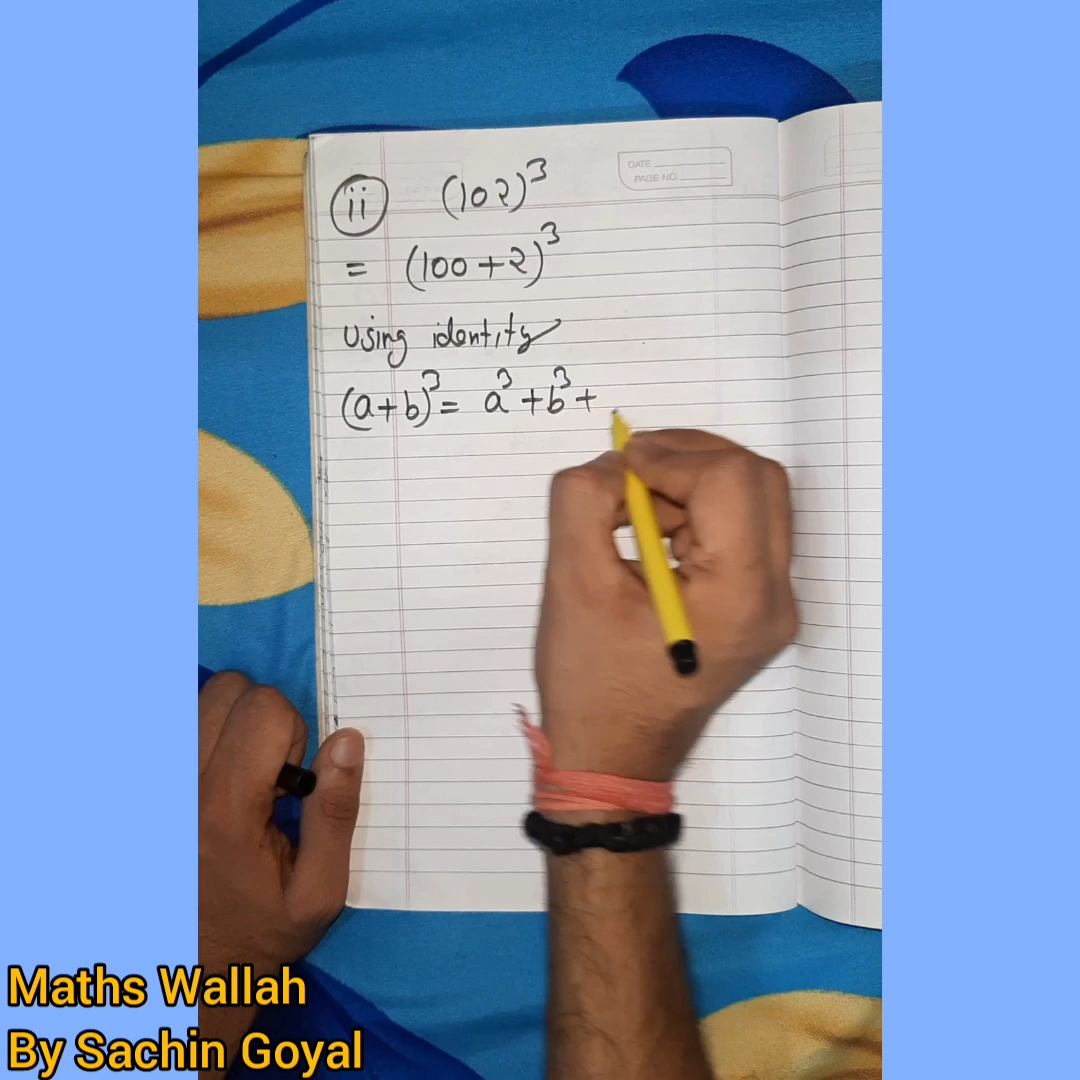 DATE
PAGE NO.
ii (102)³
= (100+2)³
Using identity
(a+b)³ = a³ + b³ +
Maths Wallah
By Sachin Goyal